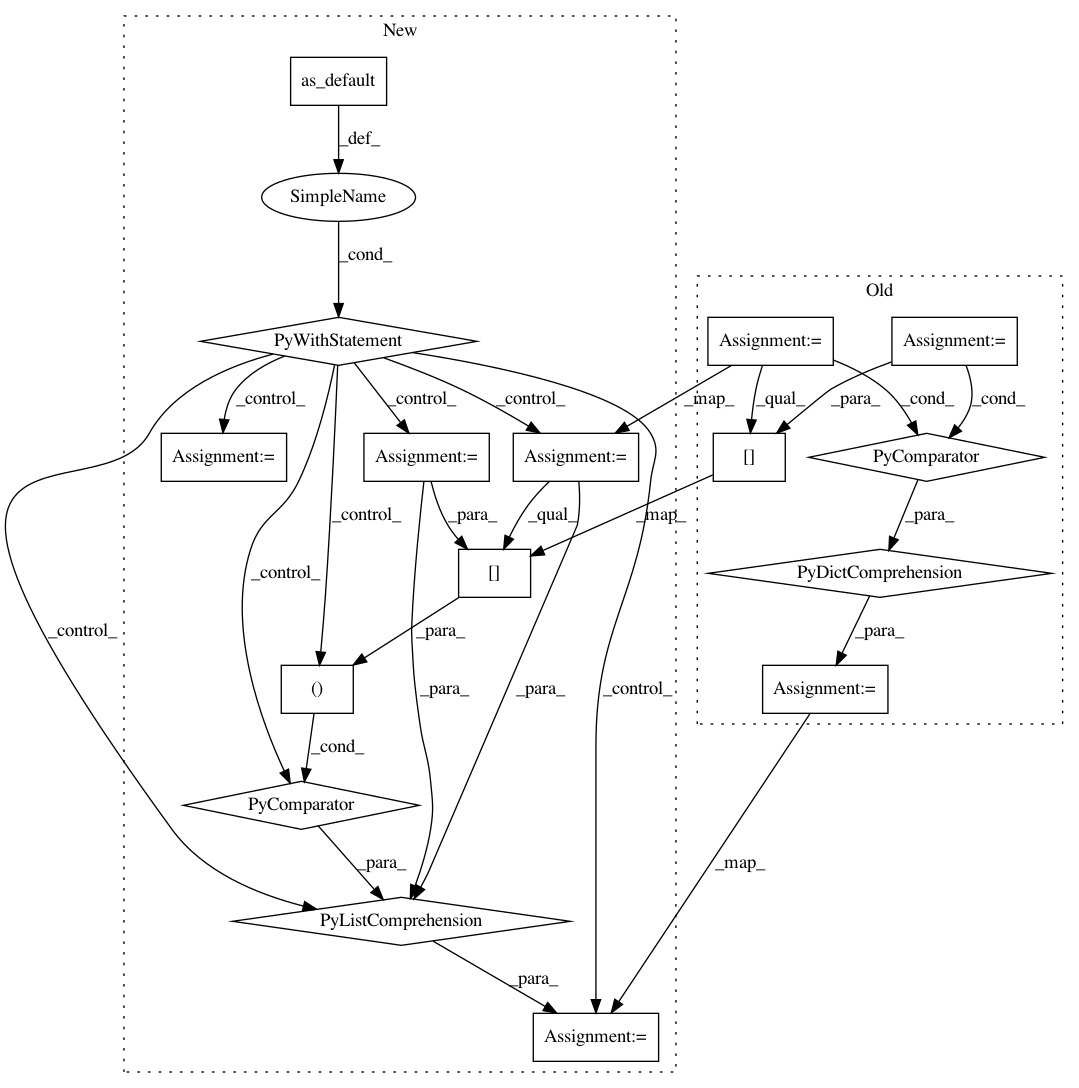 New
as_default
_def_
SimpleName
_cond_
Old
PyWithStatement
Assignment:=
Assignment:=
_control_
_control_
_control_
_map_
_qual_
_para_
_cond_
_cond_
Assignment:=
Assignment:=
Assignment:=
[]
PyComparator
_control_
_para_
_qual_
_map_
_para_
_control_
[]
PyDictComprehension
_control_
_para_
_para_
()
_para_
_para_
_control_
Assignment:=
_cond_
PyComparator
_para_
_map_
PyListComprehension
_para_
Assignment:=